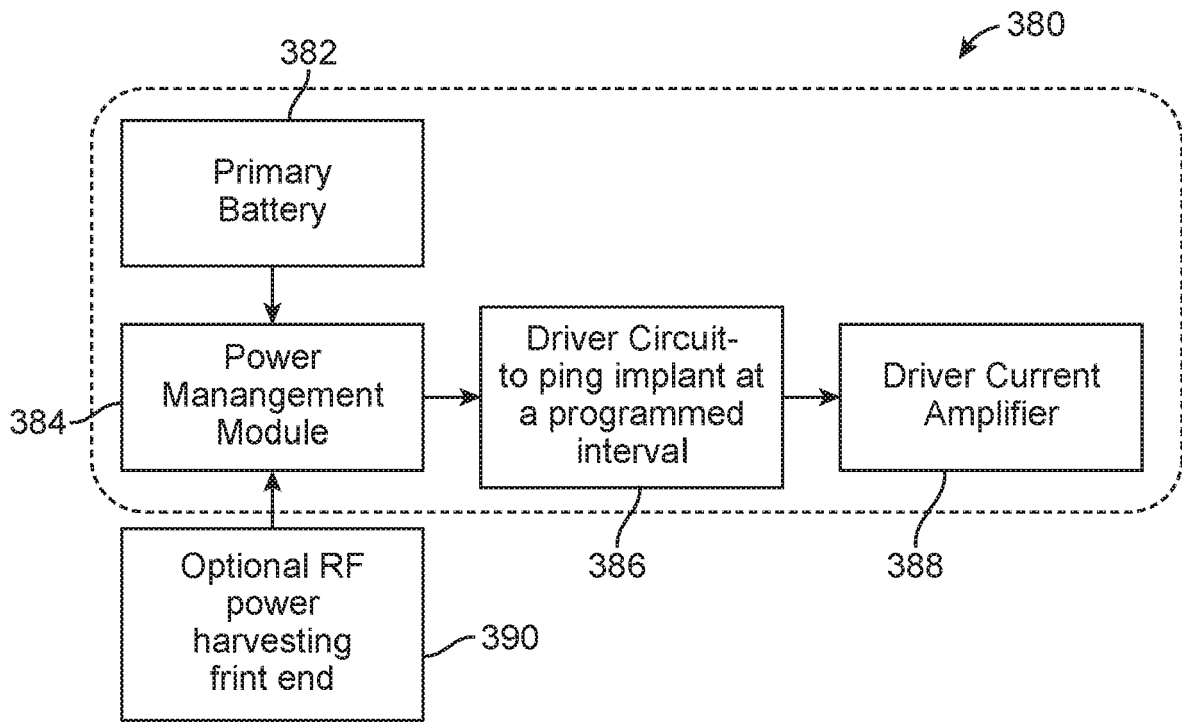 380
382
Primary
Battery
Power
Manangement
Module
384
Driver Circuit-
to ping implant at
a programmed
interval
386
Driver Current
Amplifier
388
Optional RF
power
harvesting
frint end
390